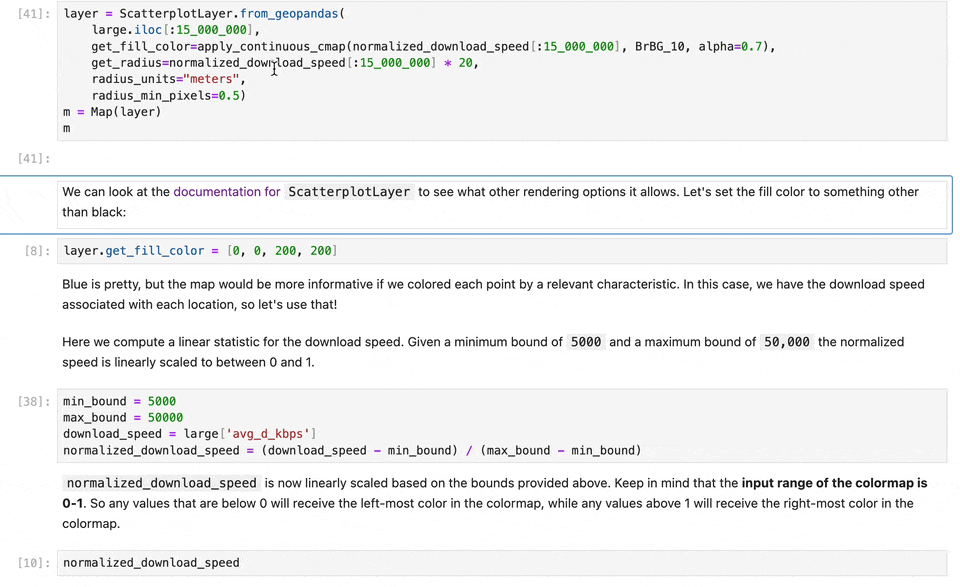 [41]: layer = ScatterplotLayer.from_geopandas(
large.iloc[:15_000_000],
get_fill_color=apply_continuous_cmap(normalized_download_speed[:15_000_000], BrBG_10, alpha=0.7),
get_radius=normalized_download_speed[:15_000_000] * 20,
radius_units="meters",
radius_min_pixels=0.5)
m = Map(layer)
m
[41]:
We can look at the documentation for ScatterplotLayer to see what other rendering options it allows. Let's set the fill color to something other
than black:
[8]: layer.get_fill_color = [0, 0, 200, 200]
Blue is pretty, but the map would be more informative if we colored each point by a relevant characteristic. In this case, we have the download speed
associated with each location, so let's use that!
Here we compute a linear statistic for the download speed. Given a minimum bound of 5000 and a maximum bound of 50,000 the normalized
speed is linearly scaled to between 0 and 1.
[38]: min_bound = 5000
max_bound = 50000
download_speed = large['avg_d_kbps']
normalized_download_speed = (download_speed - min_bound) / (max_bound - min_bound)
normalized_download_speed is now linearly scaled based on the bounds provided above. Keep in mind that the input range of the colormap is
0-1. So any values that are below 0 will receive the left-most color in the colormap, while any values above 1 will receive the right-most color in the
colormap.
[10]: normalized_download_speed